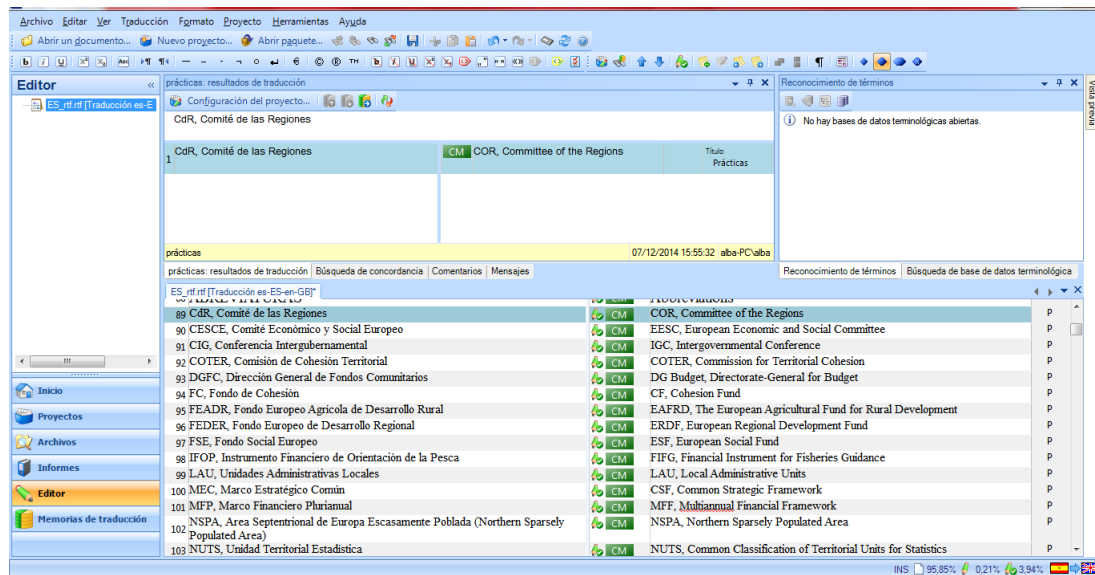 Archivo Editar Ver Traducción Formato Proyecto Herramientas Ayuda
Abrir un documento... Nuevo proyecto... Abrir paquete...
Editor «
ES_rtf.rtf [Traducción es-E
prácticas: resultados de traducción
Configuración del proyecto...
CdR, Comité de las Regiones
1 CdR, Comité de las Regiones CM COR, Committee of the Regions Título
Prácticas
prácticas 07/12/2014 15:55:32 alba-PC\alba
prácticas: resultados de traducción Búsqueda de concordancia Comentarios Mensajes
Reconocimiento de términos
No hay bases de datos terminológicas abiertas.
Reconocimiento de términos Búsqueda de base de datos terminológica
Vista previa
ES_rtf.rtf [Traducción es-ES-en-GB]*
88 ABREVIATURAS CM Abbreviations
89 CdR, Comité de las Regiones CM COR, Committee of the Regions P
90 CESCE, Comité Económico y Social Europeo CM EESC, European Economic and Social Committee P
91 CIG, Conferencia Intergubernamental CM IGC, Intergovernmental Conference P
92 COTER, Comisión de Cohesión Territorial CM COTER, Commission for Territorial Cohesion P
93 DGFC, Dirección General de Fondos Comunitarios CM DG Budget, Directorate-General for Budget P
94 FC, Fondo de Cohesión CM CF, Cohesion Fund P
95 FEADR, Fondo Europeo Agrícola de Desarrollo Rural CM EAFRD, The European Agricultural Fund for Rural Development P
96 FEDER, Fondo Europeo de Desarrollo Regional CM ERDF, European Regional Development Fund P
97 FSE, Fondo Social Europeo CM ESF, European Social Fund P
98 IFOP, Instrumento Financiero de Orientación de la Pesca CM FIFG, Financial Instrument for Fisheries Guidance P
99 LAU, Unidades Administrativas Locales CM LAU, Local Administrative Units P
100 MEC, Marco Estratégico Común CM CSF, Common Strategic Framework P
101 MFP, Marco Financiero Plurianual CM MFF, Multiannual Financial Framework P
102 NSPA, Area Septentrional de Europa Escasamente Poblada (Northern Sparsely CM NSPA, Northern Sparsely Populated Area P
Populated Area)
103 NUTS, Unidad Territorial Estadística CM NUTS, Common Classification of Territorial Units for Statistics P
Inicio
Proyectos
Archivos
Informes
Editor
Memorias de traducción
INS 95,85% 0,21% 3,94%